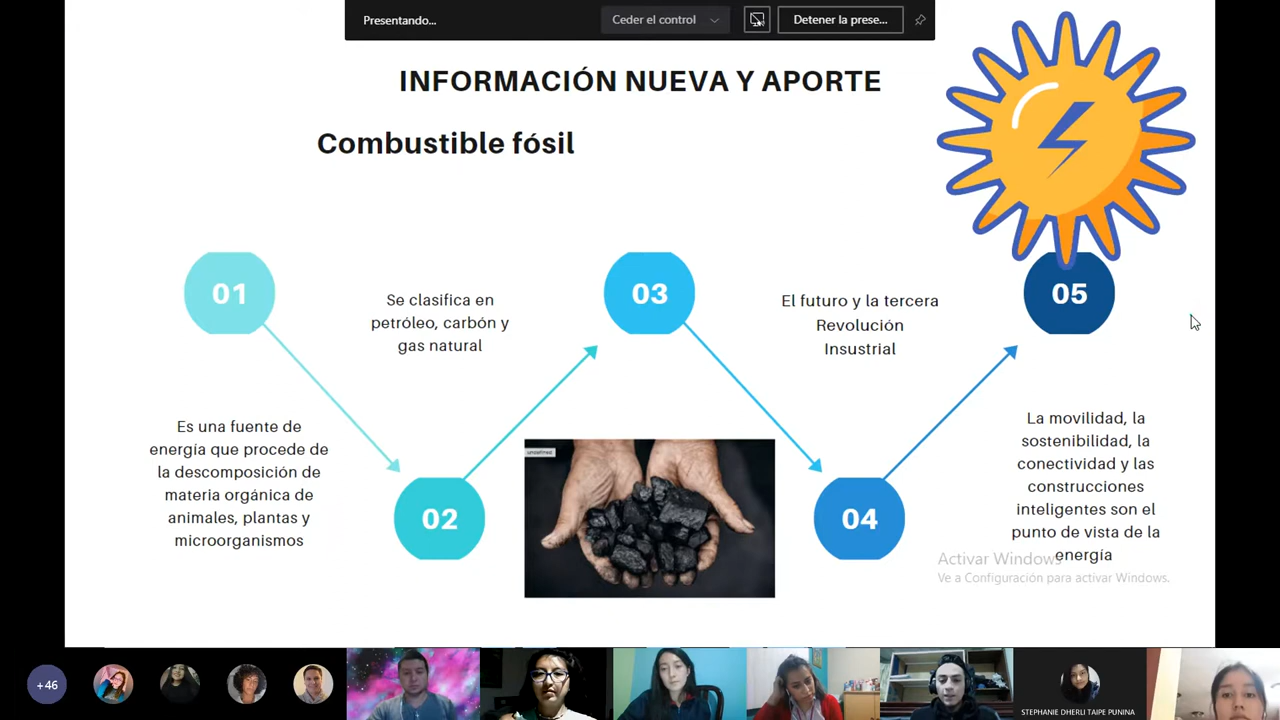 Presentando...
Ceder el control
Detener la prese...
INFORMACIÓN NUEVA Y APORTE
Combustible fósil
01
Es una fuente de
energía que procede de
la descomposición de
materia orgánica de
animales, plantas y
microorganismos
02
Se clasifica en
petróleo, carbón y
gas natural
03
undefined
04
El futuro y la tercera
Revolución
Insustrial
05
La movilidad, la
sostenibilidad, la
conectividad y las
construcciones
inteligentes son el
punto de vista de la
energía
Activar Windows
Ve a Configuración para activar Windows.
+46
STEPHANIE DHERLI TAIPE PUNINA